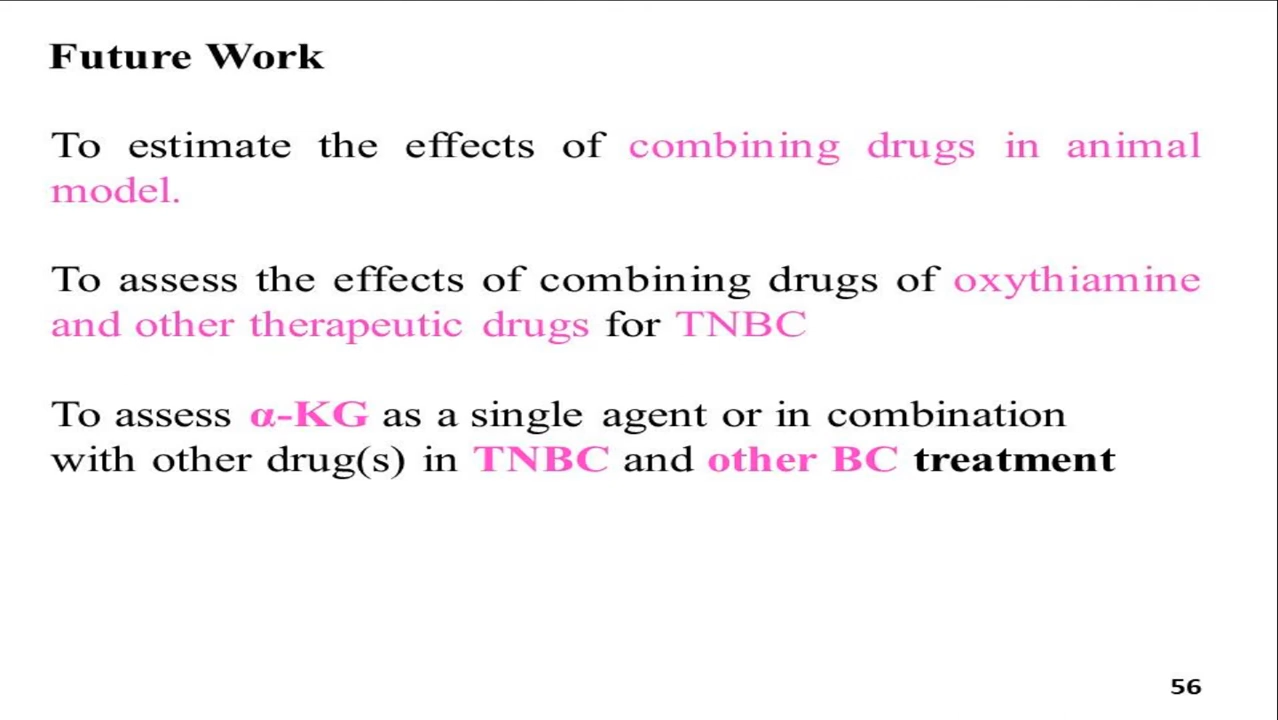 Future Work
To estimate the effects of combining drugs in animal
model.
To assess the effects of combining drugs of oxythiamine
and other therapeutic drugs for TNBC
To assess α-KG as a single agent or in combination
with other drug(s) in TNBC and other BC treatment
56